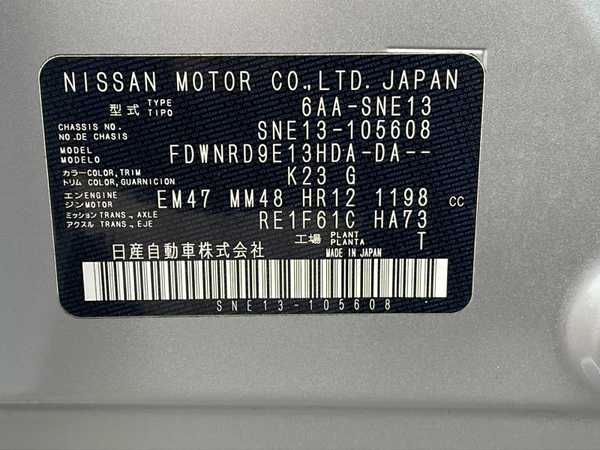 NISSAN MOTOR CO.,LTD. JAPAN
型式 TYPE TIPO 6AA-SNE13
CHASSIS NO. NO.DE CHASSIS SNE13-105608
MODEL MODELO FDWNRD9E13HDA-DA--
カラー COLOR, TRIM トリム COLOR, GUARNICION K23 G
エンジン ENGINE MOTOR EM47 MM48 HR12 1198 cc
ミッション TRANS., AXLE アクスル TRANS., EJE RE1F61C HA73
工場 PLANT PLANTA T
日産自動車株式会社 MADE IN JAPAN
SNE13-105608